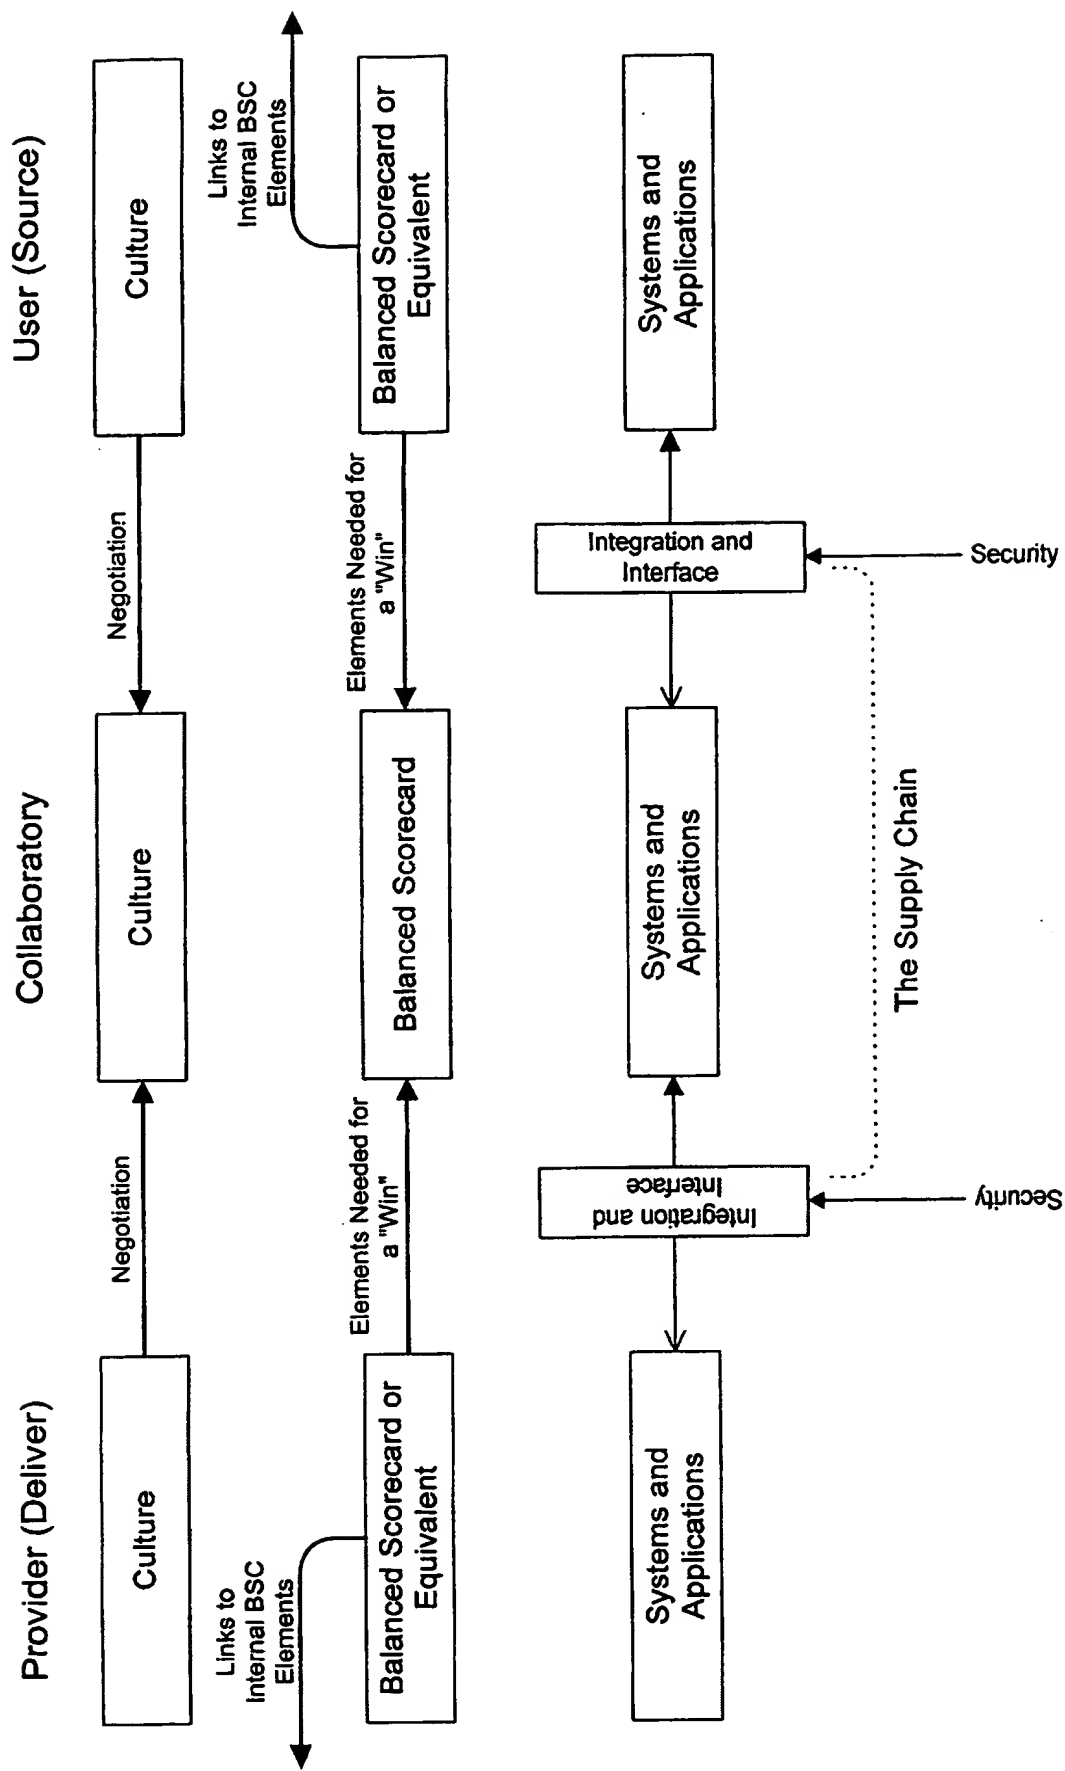 Provider (Deliver)
Collaboratory
User (Source)
Culture
Negotiation
Culture
Negotiation
Culture
Links to
Internal BSC
Elements
Links to
Internal BSC
Elements
Balanced Scorecard or
Equivalent
Elements Needed for
a "Win"
Balanced Scorecard
Elements Needed for
a "Win"
Balanced Scorecard or
Equivalent
Systems and
Applications
Integration and
Interface
Systems and
Applications
Integration and
Interface
Systems and
Applications
Security
The Supply Chain
Security